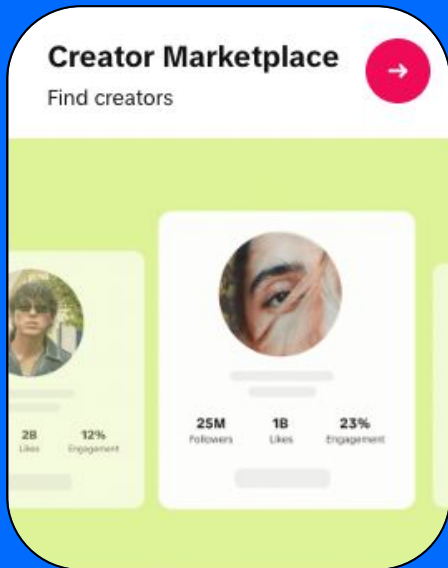 Creator Marketplace
Find creators
25M 1B 23%
Followers Likes Engagement
2B 12%
Likes Engagement